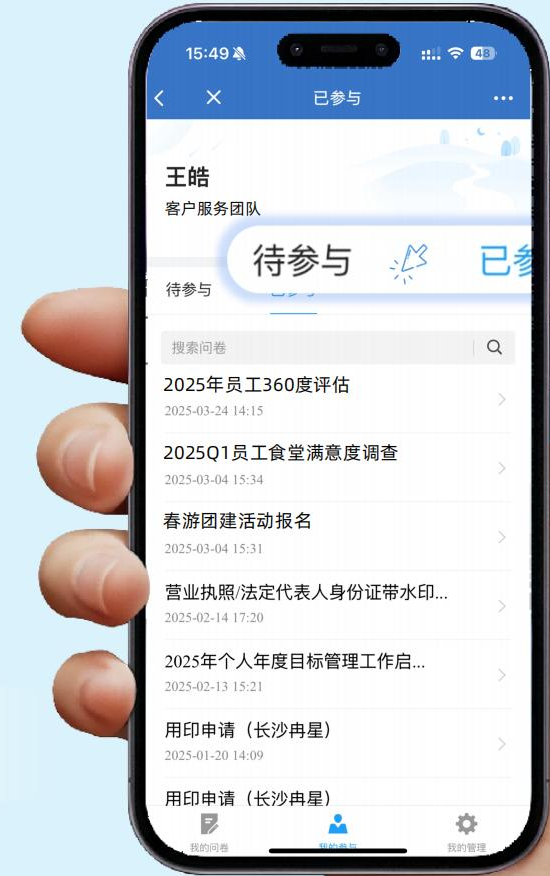 15:49
48
已参与
王皓
客户服务团队
待参与
已参
待参与
已参与
搜索问卷
2025年员工360度评估
2025-03-24 14:15
2025Q1员工食堂满意度调查
2025-03-04 15:34
春游团建活动报名
2025-03-04 15:31
营业执照/法定代表人身份证带水印...
2025-02-14 17:20
2025年个人年度目标管理工作启...
2025-02-13 15:21
用印申请（长沙冉星）
2025-01-20 14:09
用印申请（长沙冉星）
我的问卷
我的参与
我的管理